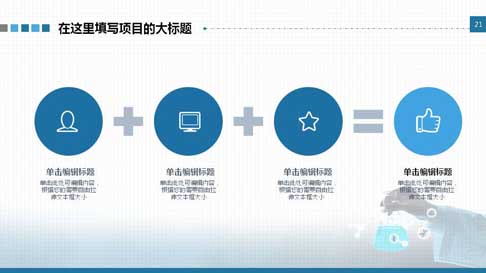 在这里填写项目的大标题
21
单击编辑标题
单击此处可编辑内容，
根据您的需要自由拉
伸文本框大小
单击编辑标题
单击此处可编辑内容，
根据您的需要自由拉
伸文本框大小
单击编辑标题
单击此处可编辑内容，
根据您的需要自由拉
伸文本框大小
单击编辑标题
单击此处可编辑内容，
根据您的需要自由拉
伸文本框大小